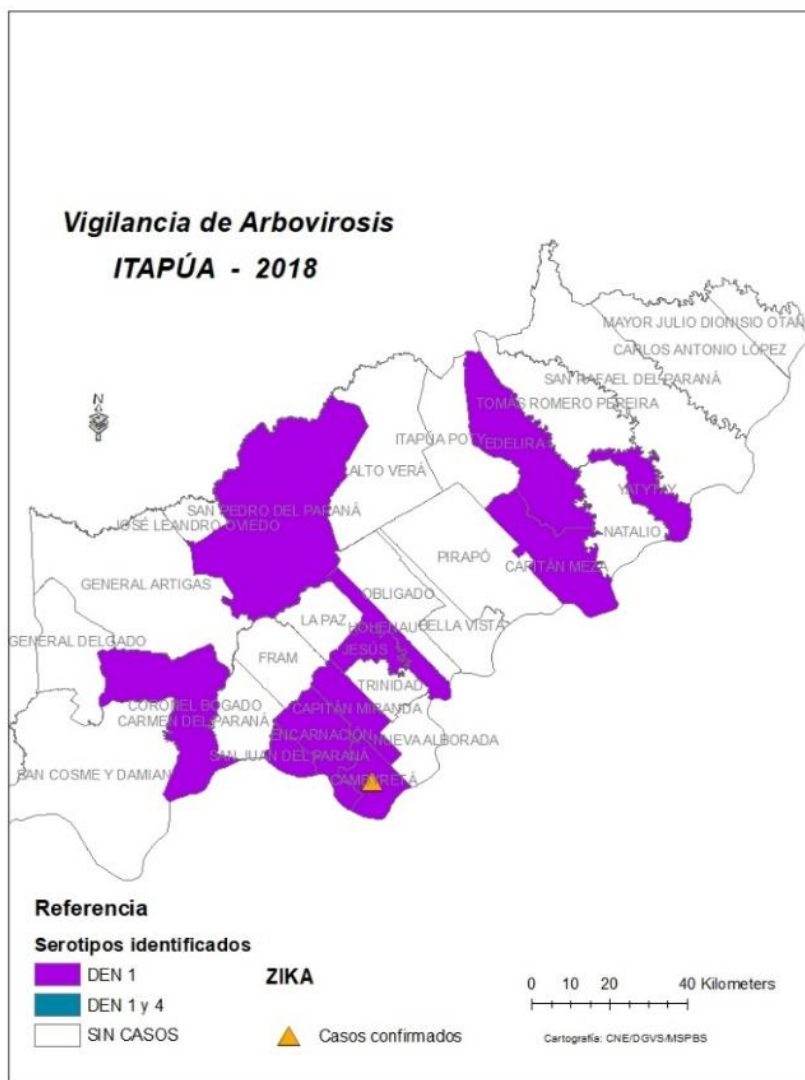 Vigilancia de Arbovirosis
ITAPÚA - 2018
N
MAYOR JULIO DIONISIO OTAÑ
CARLOS ANTONIO LÓPEZ
SAN RAFAEL DEL PARANÁ
TOMAS ROMERO PEREIRA
ITAPÚA POTY
EDELIRA
ALTO VERÁ
YATYTAY
SAN PEDRO DEL PARANÁ
JOSÉ LEANDRO OVIEDO
NATALIO
PIRAPÓ
CAPITÁN MEZA
GENERAL ARTIGAS
OBLIGADO
LA PAZ
HOHENAU
BELLA VISTA
GENERAL DELGADO
JESÚS
FRAM
TRINIDAD
CORONEL BOGADO
CAPITÁN MIRANDA
CARMEN DEL PARANÁ
ENCARNACIÓN
NUEVA ALBORADA
SAN JUAN DEL PARANÁ
SAN COSME Y DAMIAN
CAMBYRETÁ
Referencia
Serotipos identificados
DEN 1
DEN 1 y 4
SIN CASOS
ZIKA
Casos confirmados
0 10 20 40 Kilometers
Cartografía: CNE/DGVS/MSPBS